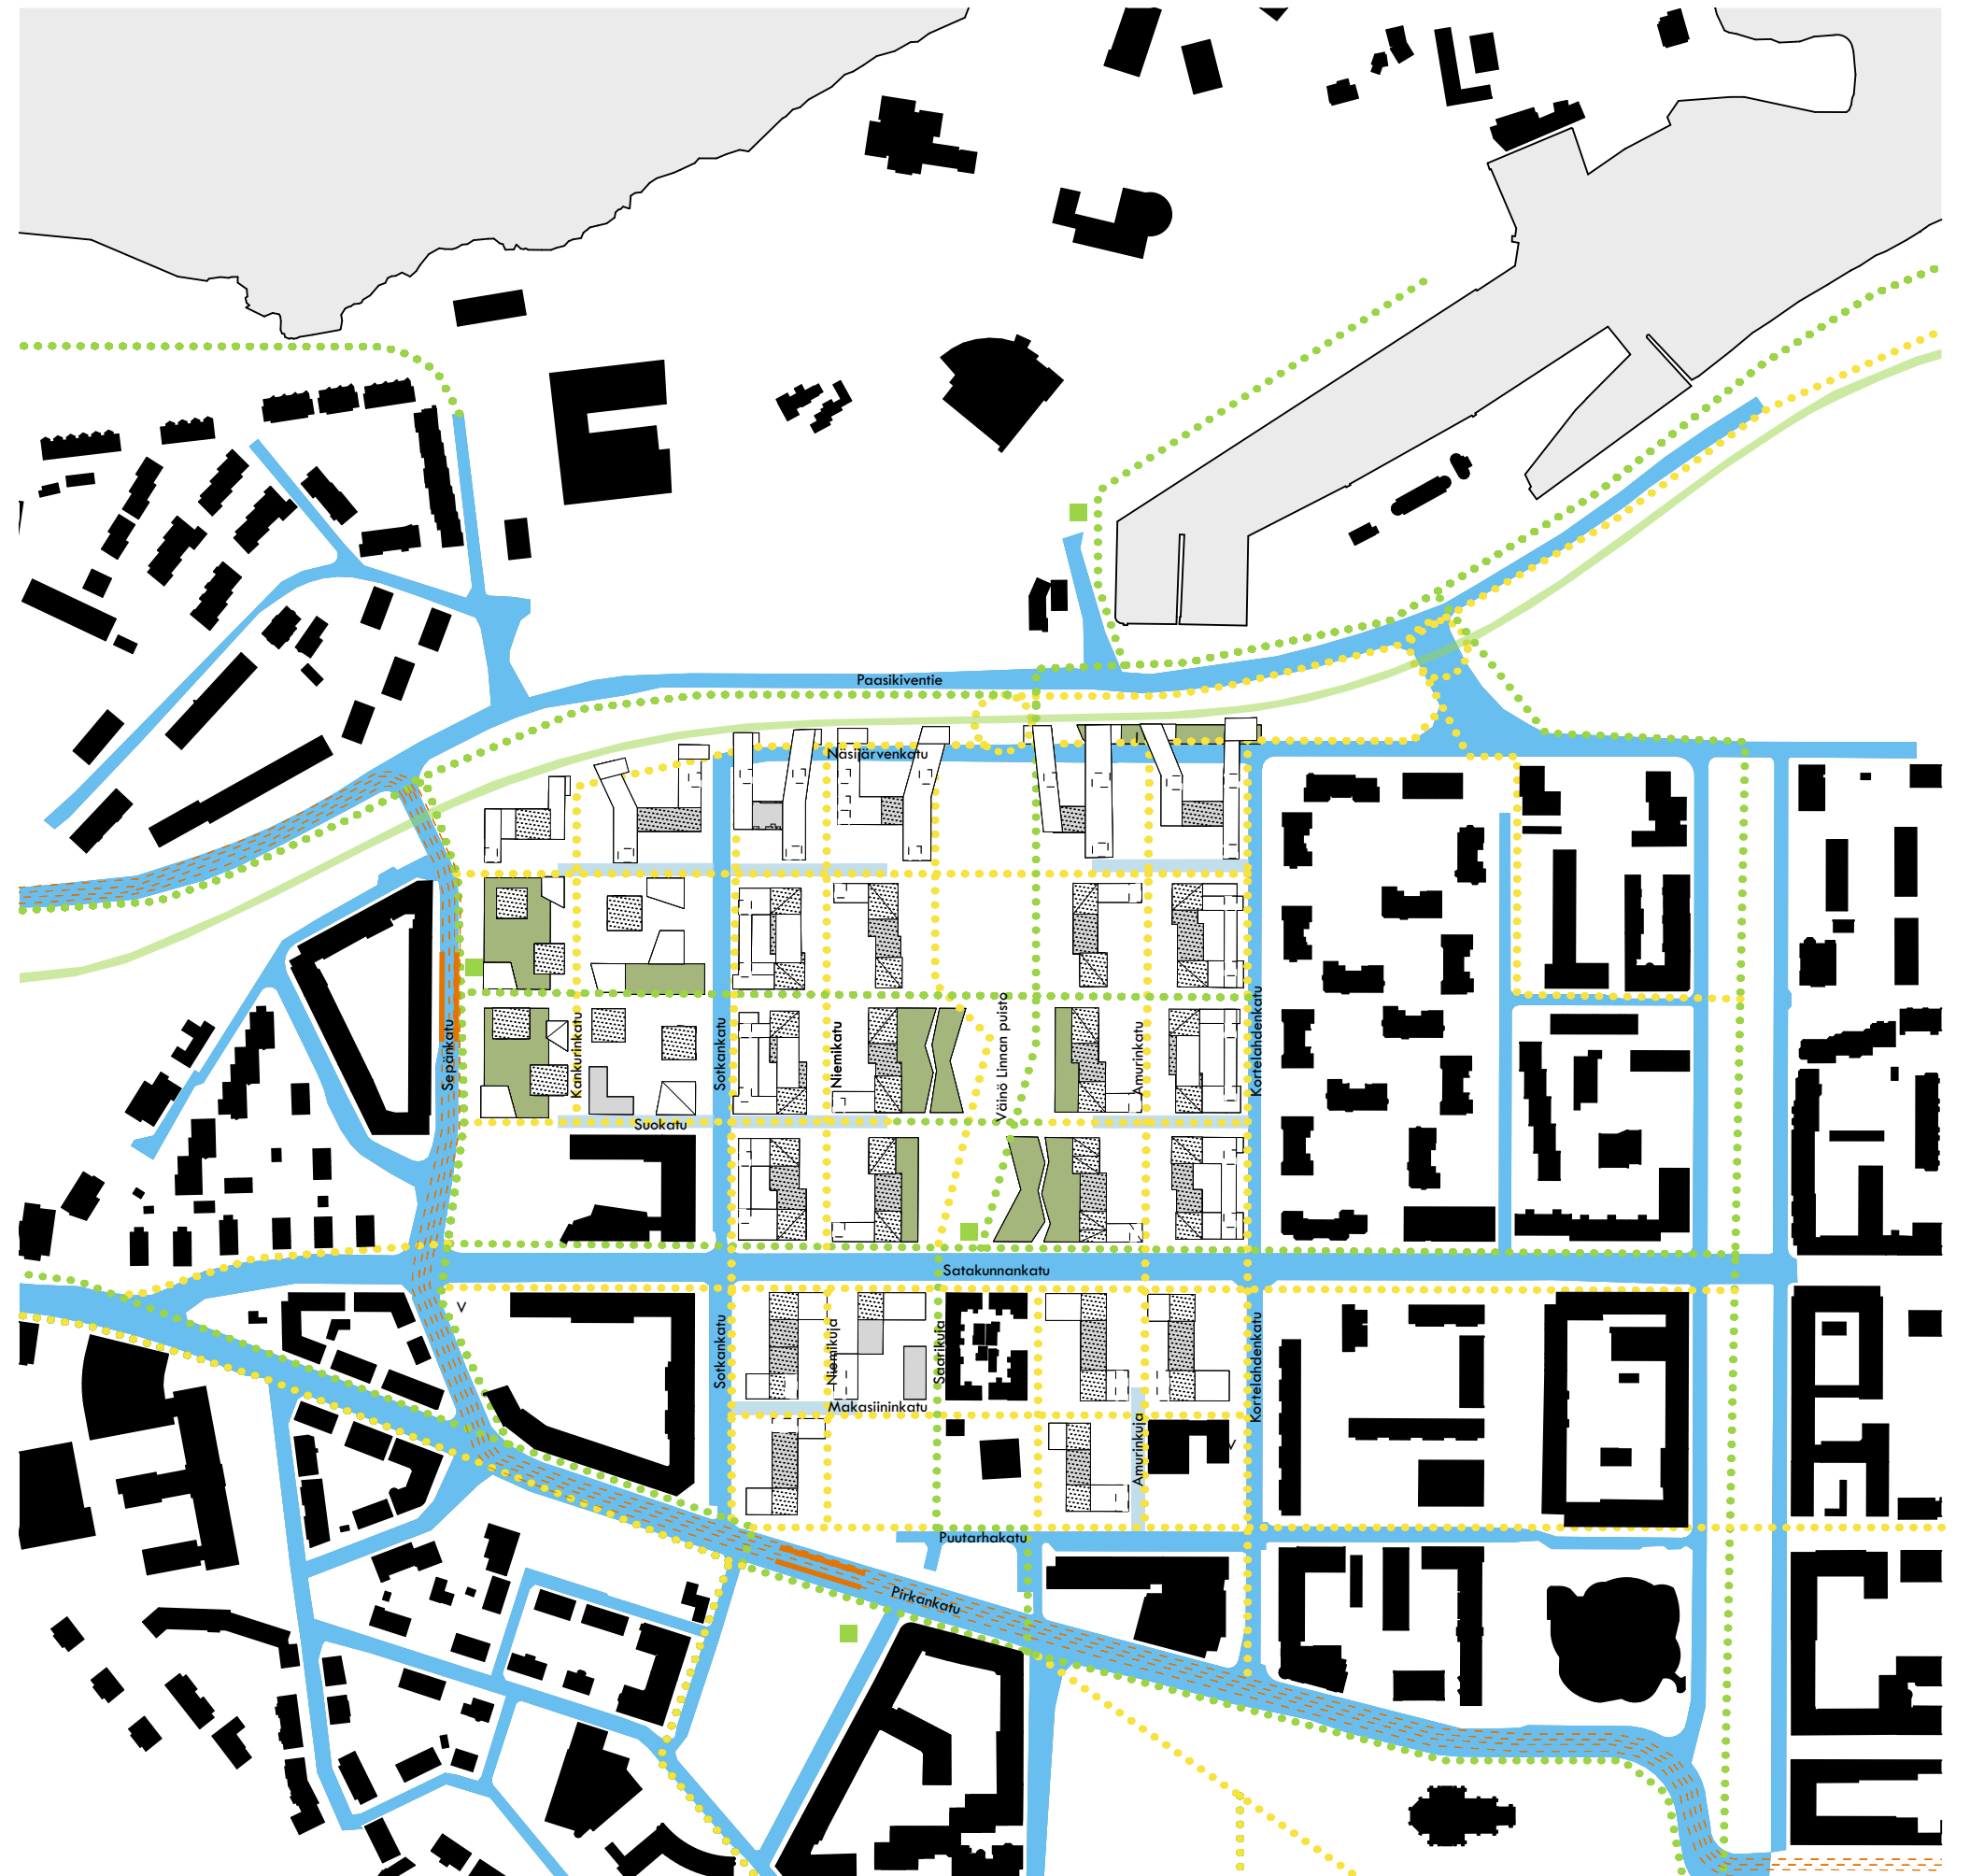 Paasikiventie
Näsijärvenkatu
Sepänkatu
Kankurinkatu
Sotkankatu
Niemikatu
Väinö Linnan puisto
Amurinkatu
Kortelahdenkatu
Suokatu
Satakunnankatu
V
Sotkankatu
Niemikuja
Saarikuja
Kortelahdenkatu
Makasiininkatu
Amurinkuja
V
Puutarhakatu
Pirkankatu